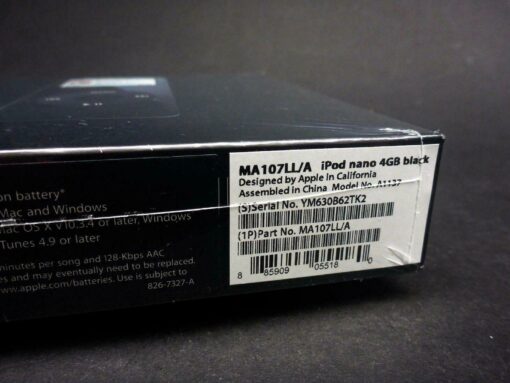 on battery*
Mac and Windows
Mac OS X v10.3.4 or later, Windows
iTunes 4.9 or later
minutes per song and 128-Kbps AAC
and may eventually need to be replaced.
www.apple.com/batteries. Use is subject to
826-7327-A
MA107LL/A iPod nano 4GB black
Designed by Apple in California
Assembled in China Model No. A1137
(S)Serial No. YM630B62TK2
(1P)Part No. MA107LL/A
8 85909 05518 0